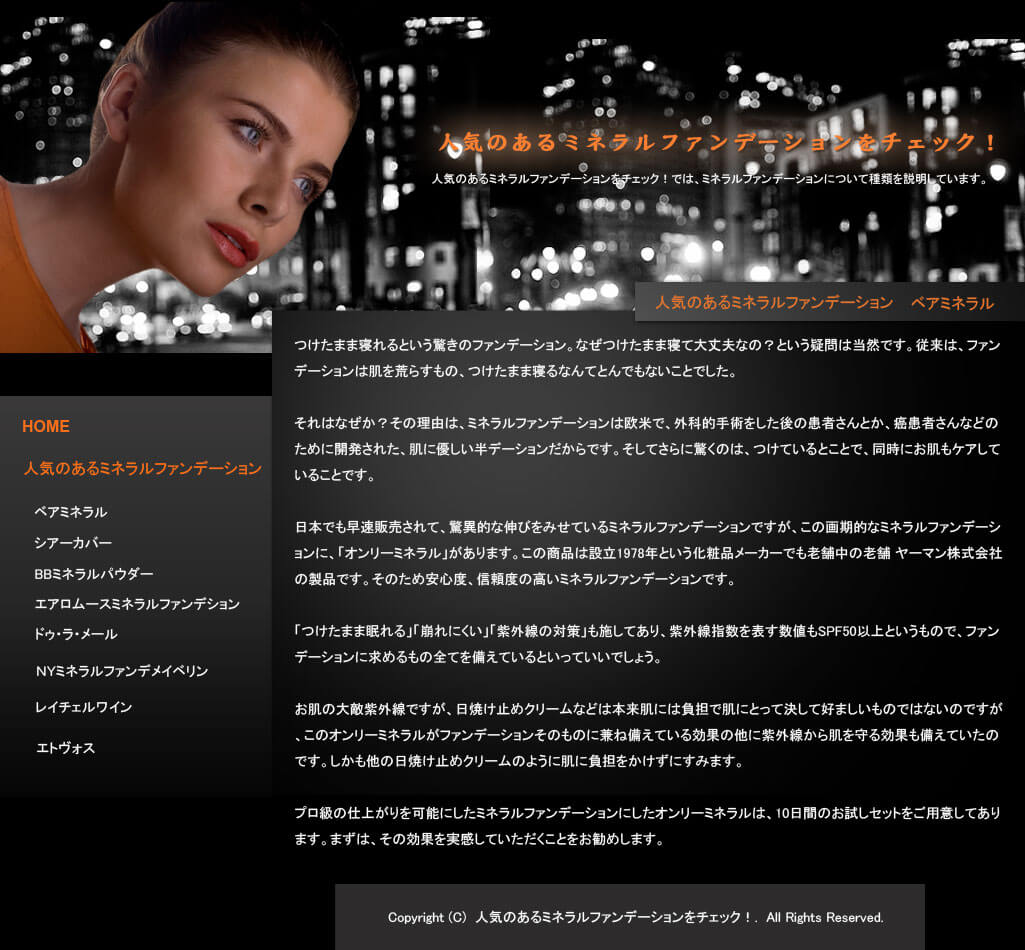 人気のあるミネラルファンデーションをチェック！
人気のあるミネラルファンデーションをチェック！では、ミネラルファンデーションについて種類を説明しています。
人気のあるミネラルファンデーション　ベアミネラル
HOME
人気のあるミネラルファンデーション
ベアミネラル
シアーカバー
BBミネラルパウダー
エアロムースミネラルファンデション
ドゥ・ラ・メール
NYミネラルファンデメイベリン
レイチェルワイン
エトヴォス
つけたまま寝れるという驚きのファンデーション。なぜつけたまま寝て大丈夫なの？という疑問は当然です。従来は、ファン
デーションは肌を荒らすもの、つけたまま寝るなんてとんでもないことでした。
それはなぜか？その理由は、ミネラルファンデーションは欧米で、外科的手術をした後の患者さんとか、癌患者さんなどの
ために開発された、肌に優しい半デーションだからです。そしてさらに驚くのは、つけているとことで、同時にお肌もケアして
いることです。
日本でも早速販売されて、驚異的な伸びをみせているミネラルファンデーションですが、この画期的なミネラルファンデーシ
ョンに、「オンリーミネラル」があります。この商品は設立1978年という化粧品メーカーでも老舗中の老舗 ヤーマン株式会社
の製品です。そのため安心度、信頼度の高いミネラルファンデーションです。
「つけたまま眠れる」「崩れにくい」「紫外線の対策」も施してあり、紫外線指数を表す数値もSPF50以上というもので、ファン
デーションに求めるもの全てを備えているといっていいでしょう。
お肌の大敵紫外線ですが、日焼け止めクリームなどは本来肌には負担で肌にとって決して好ましいものではないのですが
、このオンリーミネラルがファンデーションそのものに兼ね備えている効果の他に紫外線から肌を守る効果も備えていたの
です。しかも他の日焼け止めクリームのように肌に負担をかけずにすみます。
プロ級の仕上がりを可能にしたミネラルファンデーションにしたオンリーミネラルは、10日間のお試しセットをご用意してあり
ます。まずは、その効果を実感していただくことをお勧めします。
Copyright (C) 人気のあるミネラルファンデーションをチェック！. All Rights Reserved.